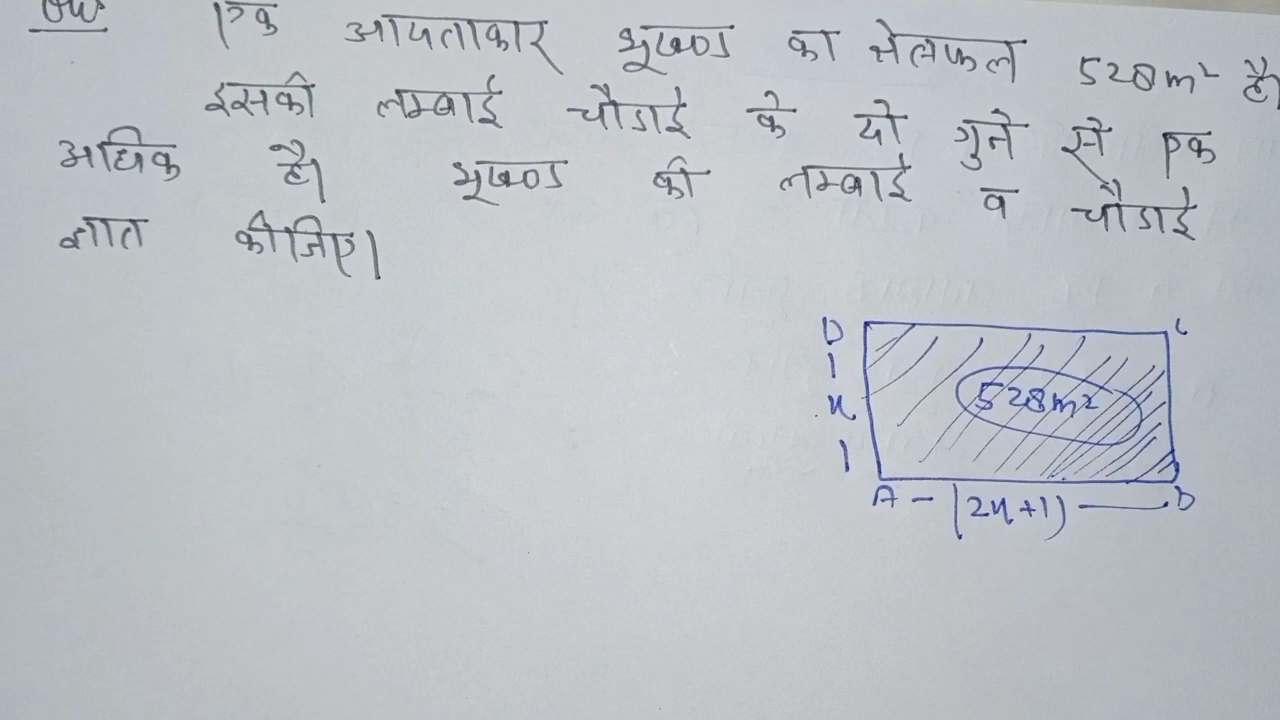 एक आयताकार भूखण्ड का क्षेत्रफल 528m² है।
इसकी लम्बाई चौडाई के दो गुने से एक
अधिक है। भूखण्ड की लम्बाई व चौडाई
ज्ञात कीजिए।
D C
x
528m²
A - (2x+1) — B